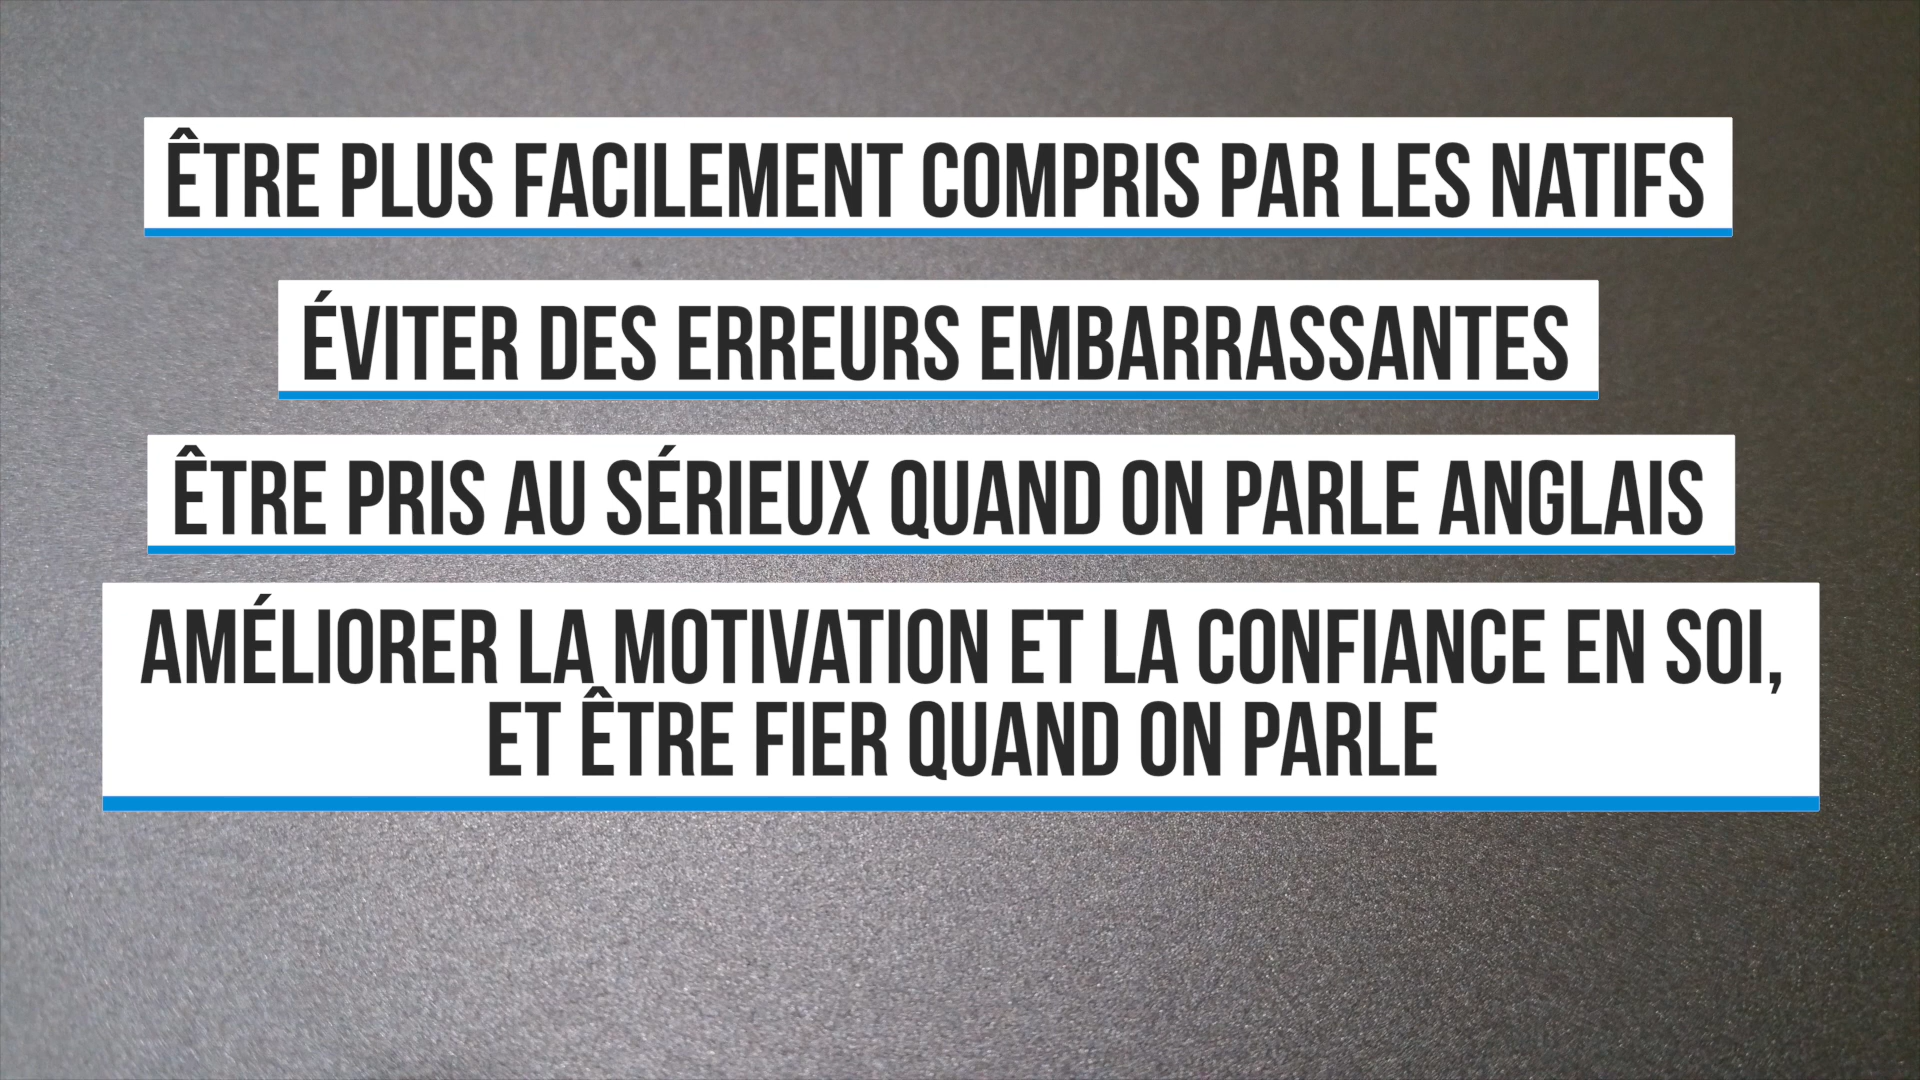 ÊTRE PLUS FACILEMENT COMPRIS PAR LES NATIFS
ÉVITER DES ERREURS EMBARRASSANTES
ÊTRE PRIS AU SÉRIEUX QUAND ON PARLE ANGLAIS
AMÉLIORER LA MOTIVATION ET LA CONFIANCE EN SOI,
ET ÊTRE FIER QUAND ON PARLE